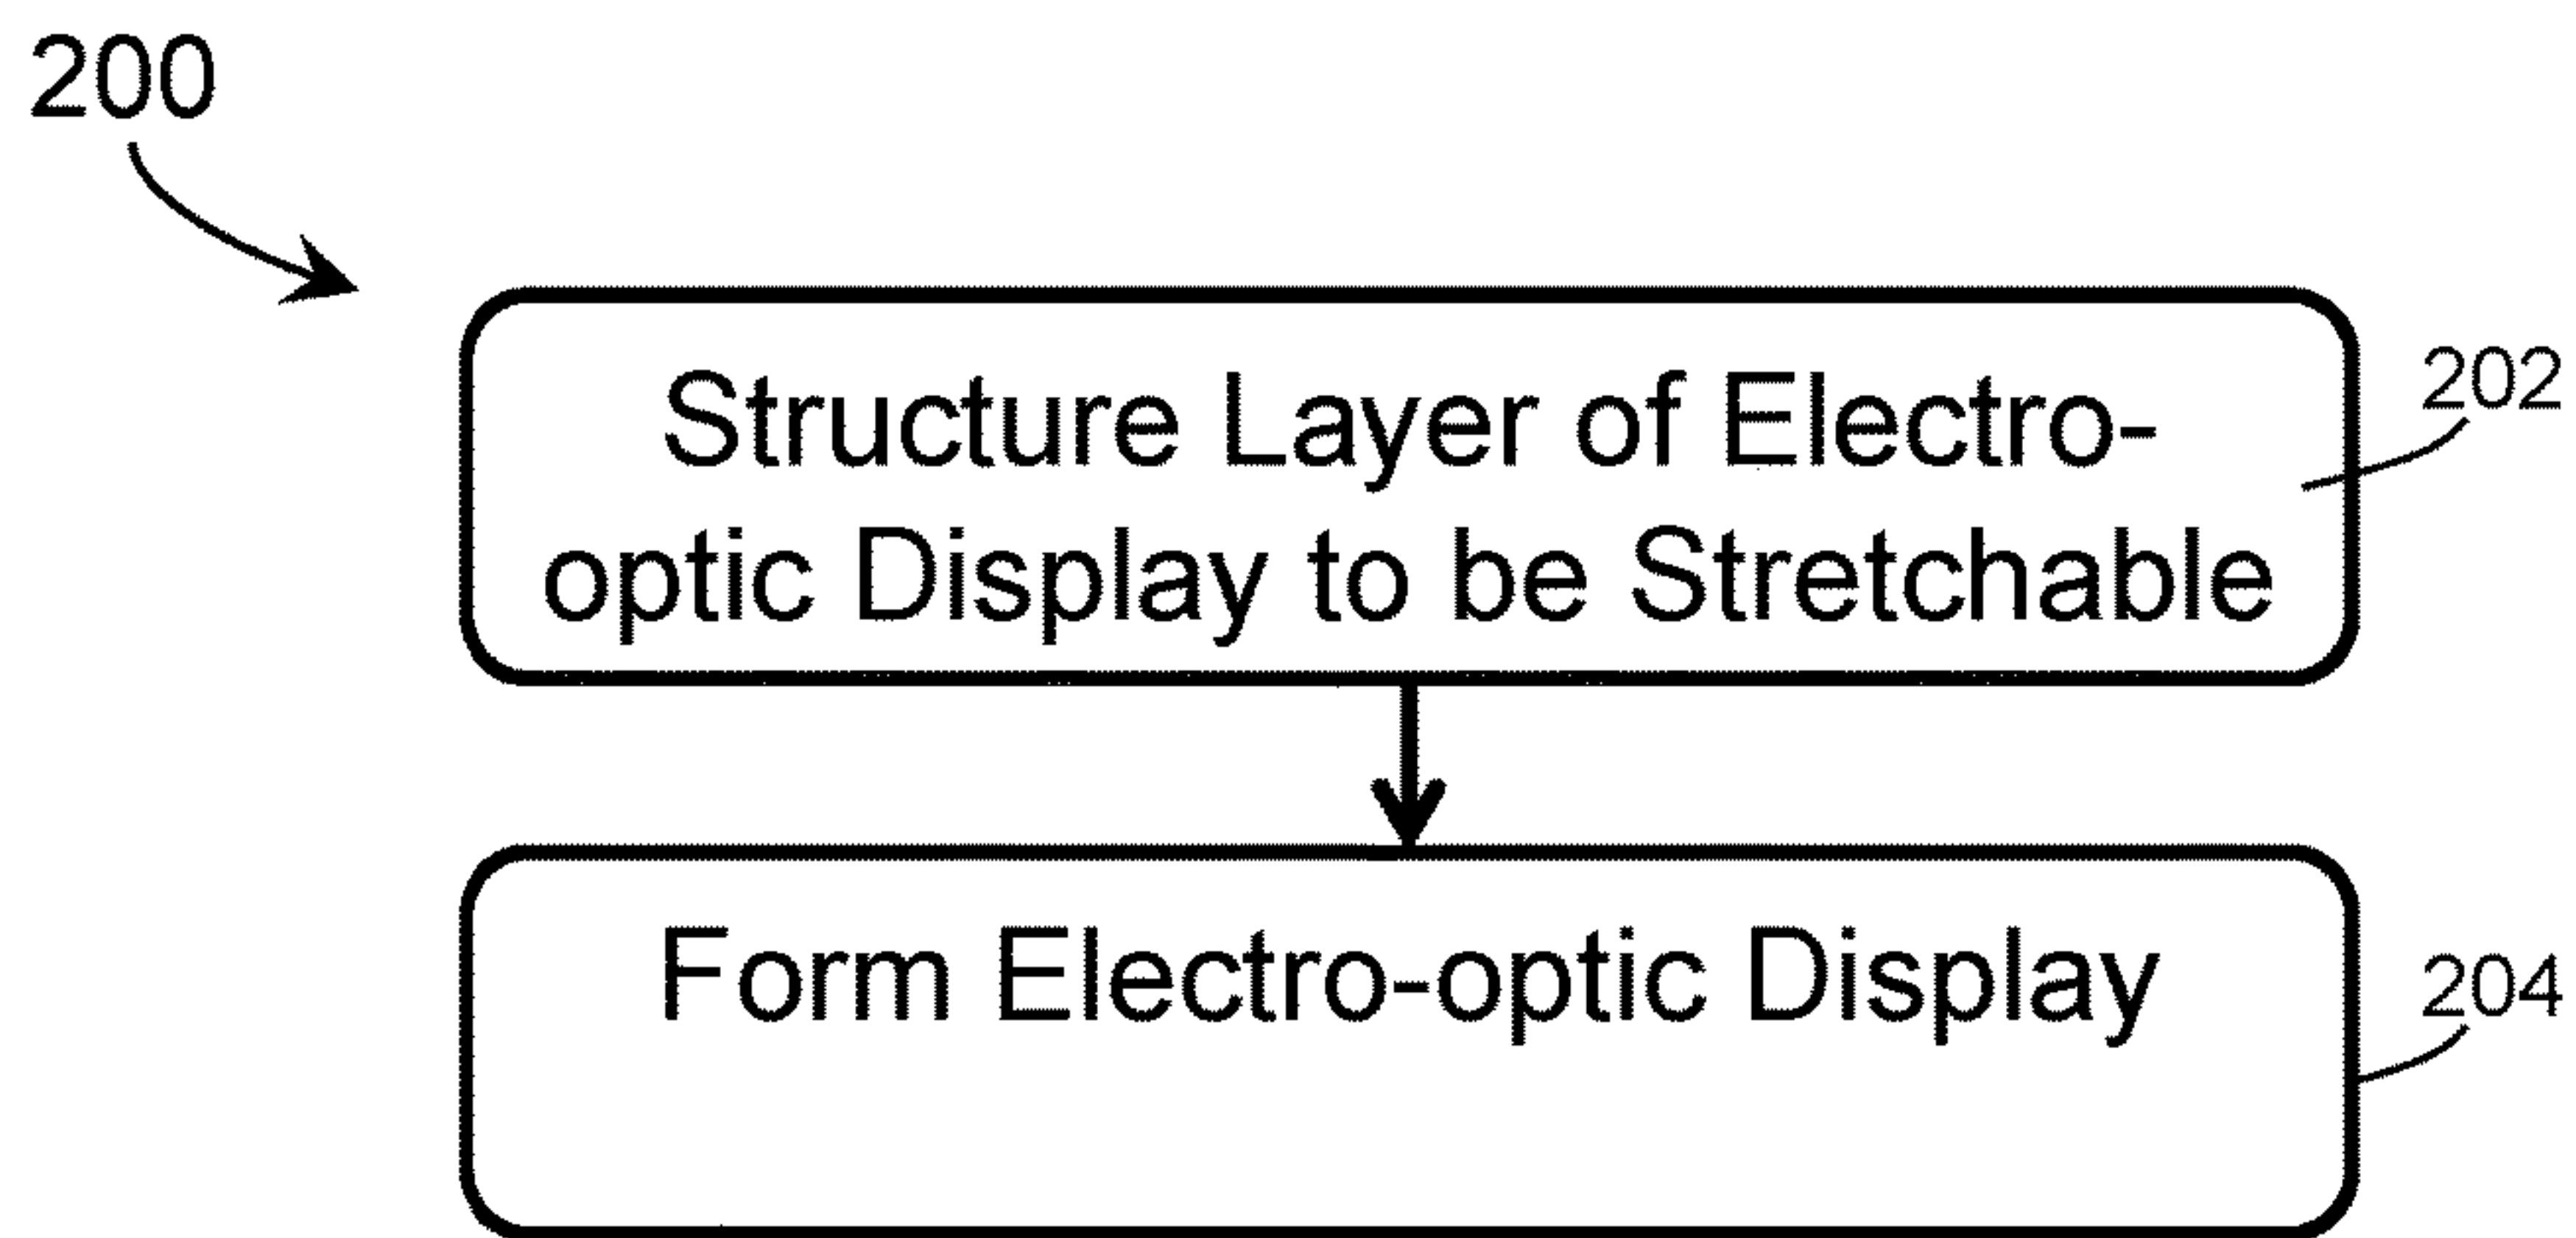 200
Structure Layer of Electro-
optic Display to be Stretchable
202
Form Electro-optic Display
204